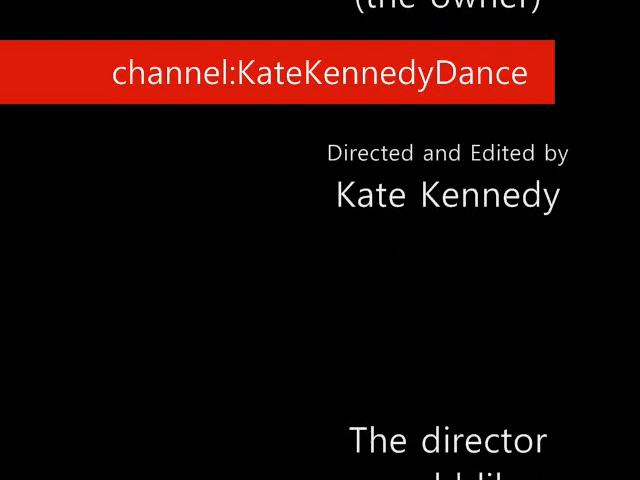 (the owner)
channel:KateKennedyDance
Directed and Edited by
Kate Kennedy
The director